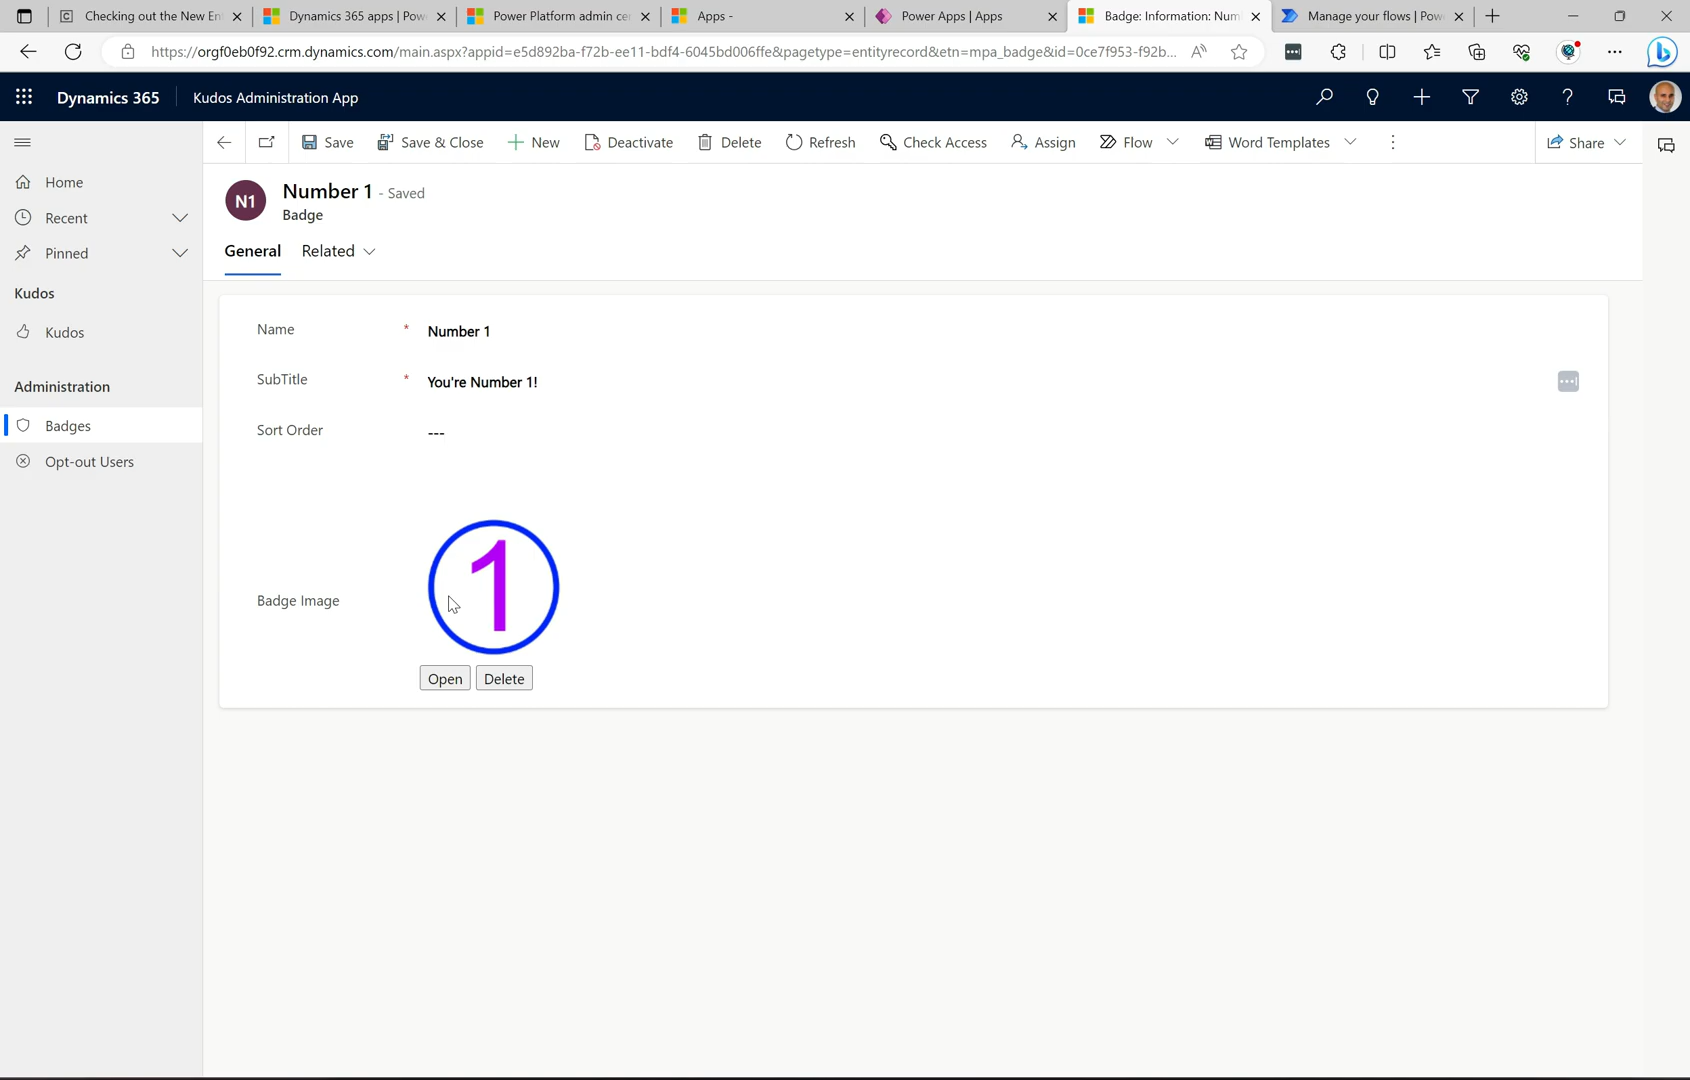 Checking out the New En
Dynamics 365 apps | Pow
Power Platform admin ce
Apps -
Power Apps | Apps
Badge: Information: Num
Manage your flows | Pow
https://orgf0eb0f92.crm.dynamics.com/main.aspx?appid=e5d892ba-f72b-ee11-bdf4-6045bd006ffe&pagetype=entityrecord&etn=mpa_badge&id=0ce7f953-f92b...
Dynamics 365
Kudos Administration App
Save
Save & Close
New
Deactivate
Delete
Refresh
Check Access
Assign
Flow
Word Templates
Share
Home
Recent
Pinned
Kudos
Kudos
Administration
Badges
Opt-out Users
N1
Number 1 - Saved
Badge
General
Related
Name * Number 1
SubTitle * You're Number 1!
Sort Order ---
Badge Image
1
Open
Delete